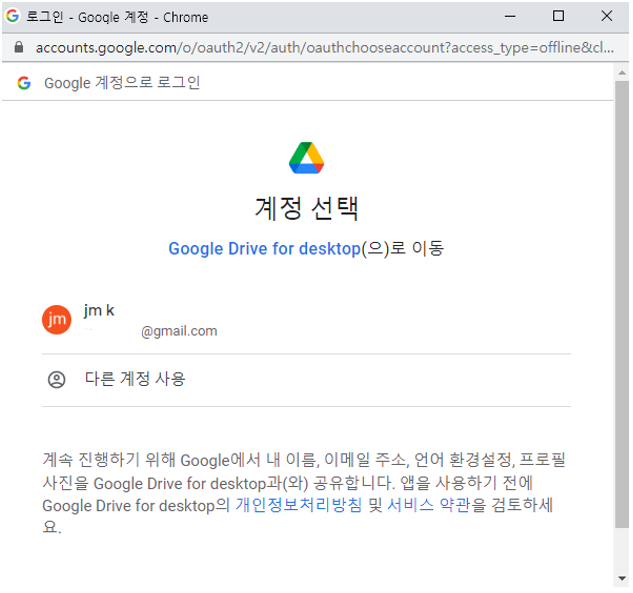 로그인 - Google 계정 - Chrome
accounts.google.com/o/oauth2/v2/auth/oauthchooseaccount?access_type=offline&cl...
Google 계정으로 로그인
계정 선택
Google Drive for desktop(으)로 이동
jm
jm k
@gmail.com
다른 계정 사용
계속 진행하기 위해 Google에서 내 이름, 이메일 주소, 언어 환경설정, 프로필
사진을 Google Drive for desktop과(와) 공유합니다. 앱을 사용하기 전에
Google Drive for desktop의 개인정보처리방침 및 서비스 약관을 검토하세
요.